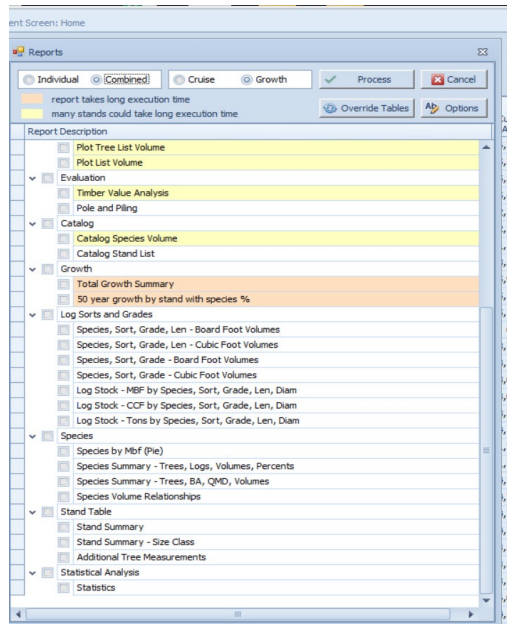 ent Screen: Home
Reports
Individual Combined Cruise Growth Process Cancel
report takes long execution time
many stands could take long execution time
Override Tables Options
Report Description
Plot Tree List Volume
Plot List Volume
Evaluation
Timber Value Analysis
Pole and Piling
Catalog
Catalog Species Volume
Catalog Stand List
Growth
Total Growth Summary
50 year growth by stand with species %
Log Sorts and Grades
Species, Sort, Grade, Len - Board Foot Volumes
Species, Sort, Grade, Len - Cubic Foot Volumes
Species, Sort, Grade - Board Foot Volumes
Species, Sort, Grade - Cubic Foot Volumes
Log Stock - MBF by Species, Sort, Grade, Len, Diam
Log Stock - CCF by Species, Sort, Grade, Len, Diam
Log Stock - Tons by Species, Sort, Grade, Len, Diam
Species
Species by Mbf (Pie)
Species Summary - Trees, Logs, Volumes, Percents
Species Summary - Trees, BA, QMD, Volumes
Species Volume Relationships
Stand Table
Stand Summary
Stand Summary - Size Class
Additional Tree Measurements
Statistical Analysis
Statistics